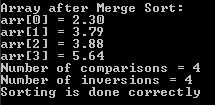 Array after Merge Sort:
arr[0] = 2.30
arr[1] = 3.79
arr[2] = 3.88
arr[3] = 5.64
Number of comparisons = 4
Number of inversions = 4
Sorting is done correctly